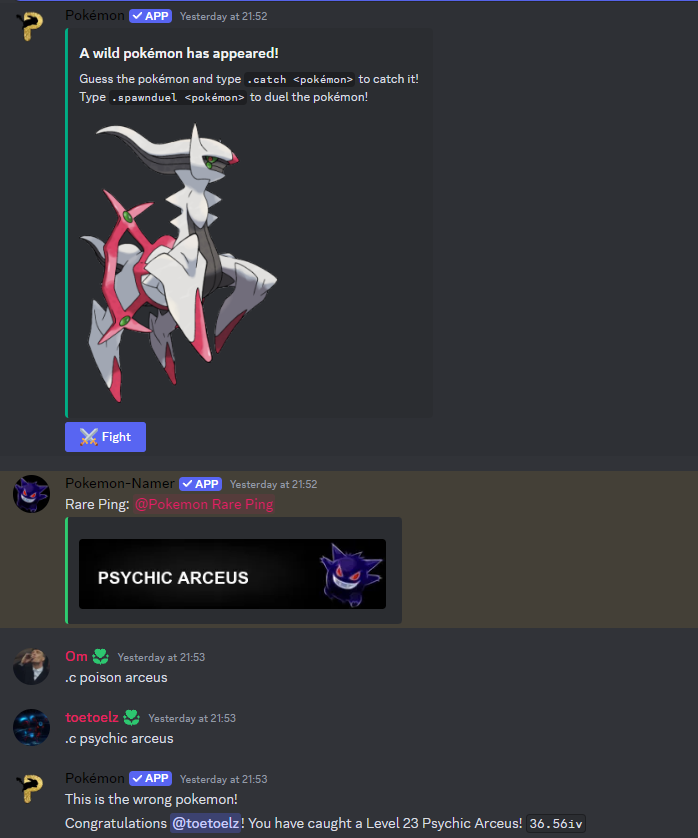 Pokémon APP Yesterday at 21:52
A wild pokémon has appeared!
Guess the pokémon and type .catch <pokémon> to catch it!
Type .spawnduel <pokémon> to duel the pokémon!
Fight
Pokemon-Namer APP Yesterday at 21:52
Rare Ping: @Pokemon Rare Ping
PSYCHIC ARCEUS
Om Yesterday at 21:53
.c poison arceus
toetoelz Yesterday at 21:53
.c psychic arceus
Pokémon APP Yesterday at 21:53
This is the wrong pokemon!
Congratulations @toetoelz! You have caught a Level 23 Psychic Arceus! 36.56iv